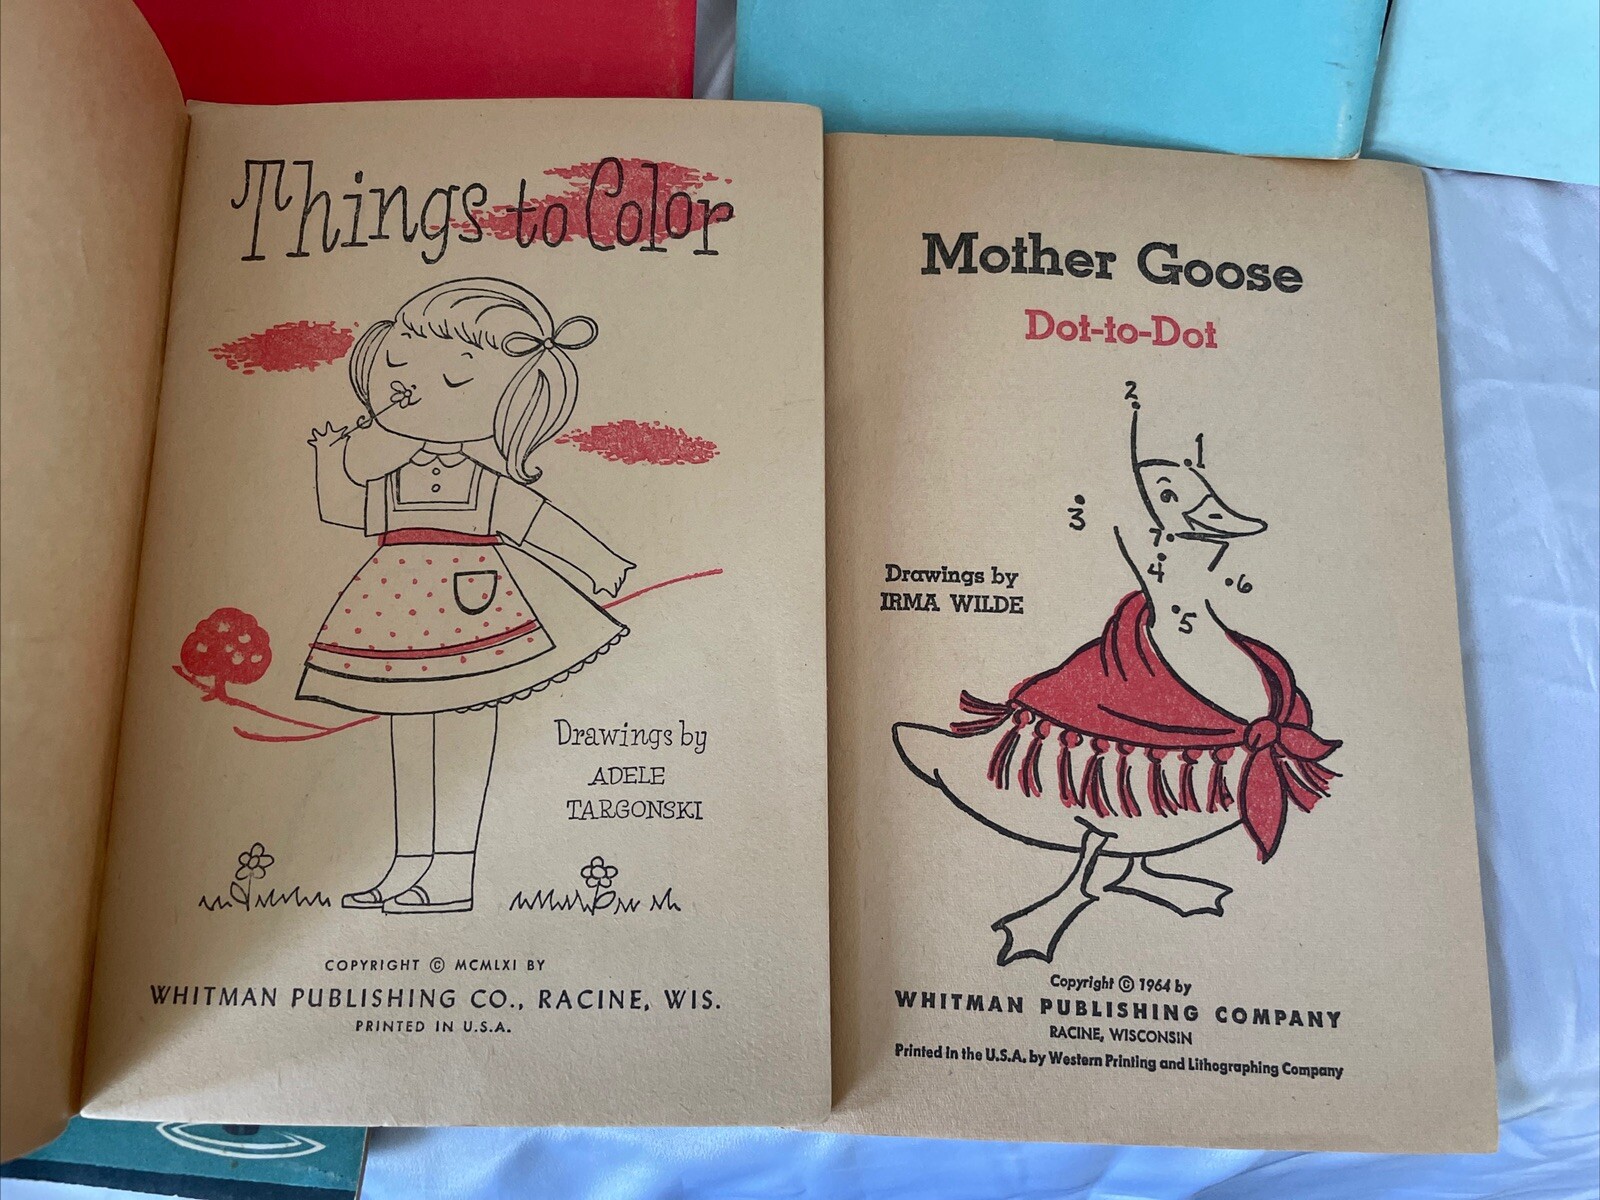 Things to Color
Drawings by
ADELE
TARGONSKI
COPYRIGHT © MCMLXI BY
WHITMAN PUBLISHING CO., RACINE, WIS.
PRINTED IN U.S.A.
Mother Goose
Dot-to-Dot
2
1
3
7
4
6
5
Drawings by
IRMA WILDE
Copyright © 1964 by
WHITMAN PUBLISHING COMPANY
RACINE, WISCONSIN
Printed in the U.S.A. by Western Printing and Lithographing Company